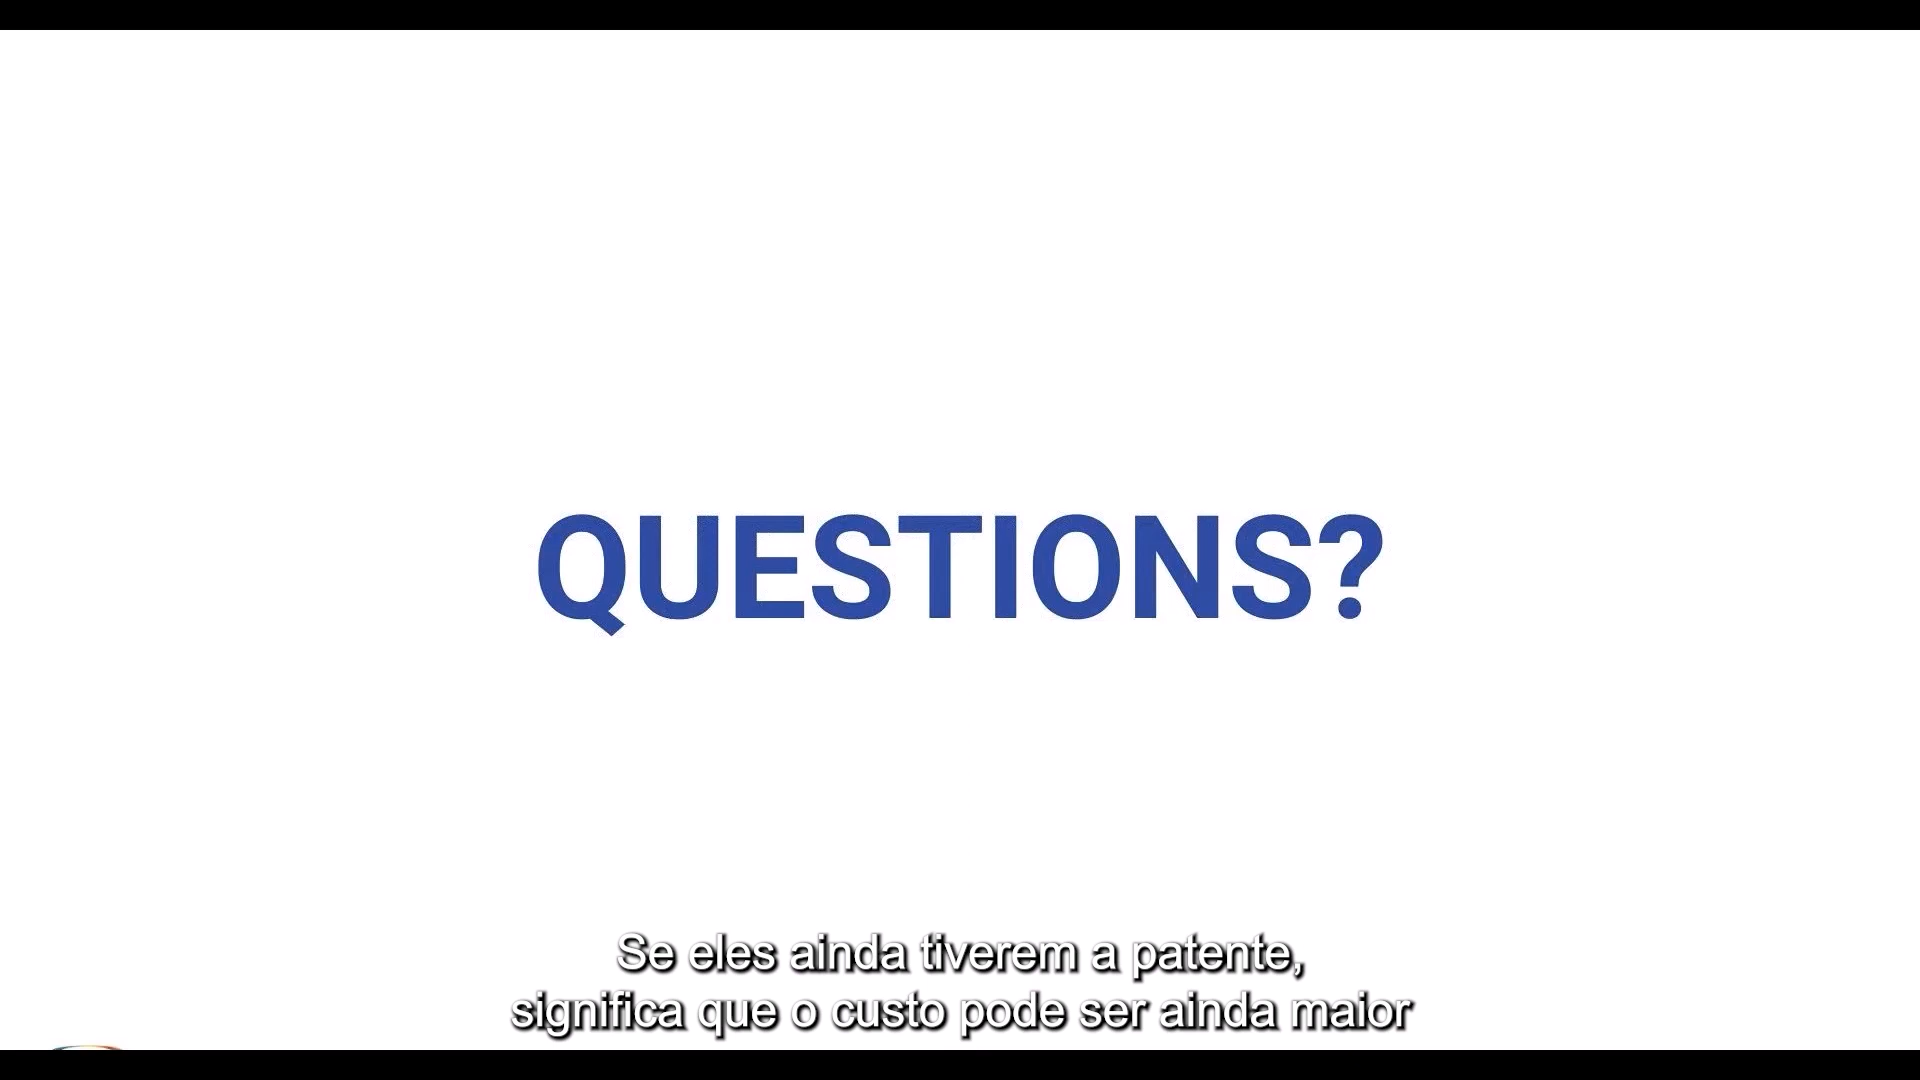 QUESTIONS?
Se eles ainda tiverem a patente,
significa que o custo pode ser ainda maior